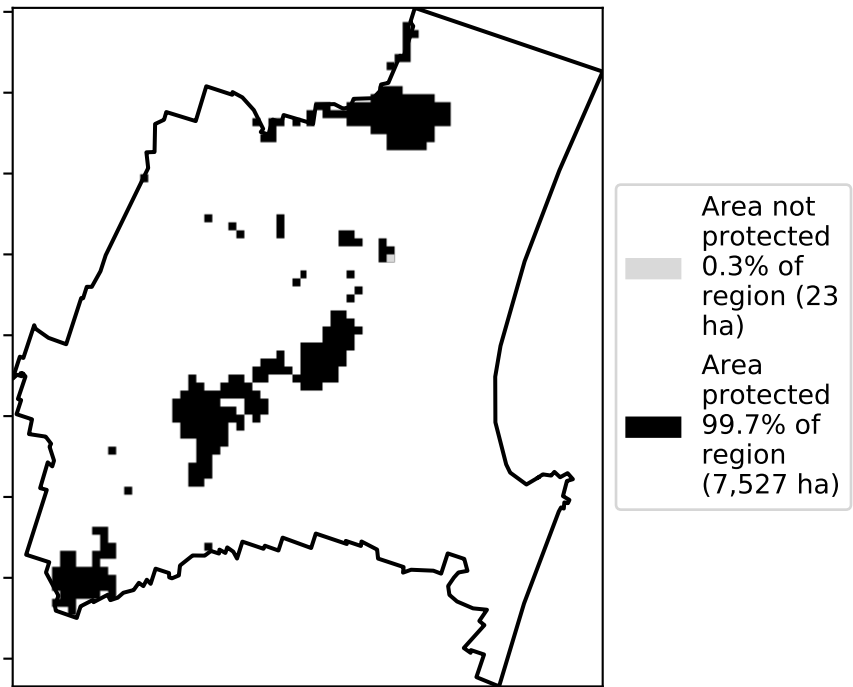 Area not
protected
0.3% of
region (23
ha)
Area
protected
99.7% of
region
(7,527 ha)